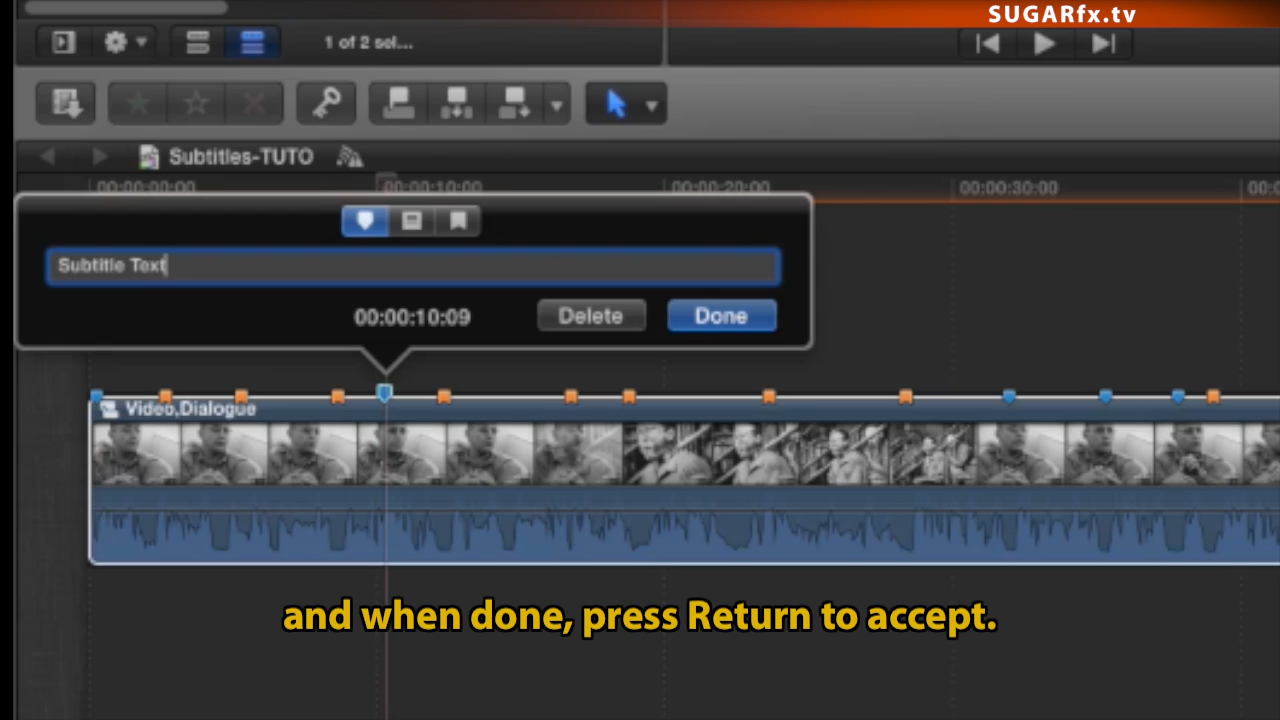 SUGARfx.tv
1 of 2 sel...
Subtitles-TUTO
00:00:00:00
00:00:10:00
00:00:20:00
00:00:30:00
00:0
Subtitle Text
00:00:10:09
Delete
Done
Video,Dialogue
and when done, press Return to accept.